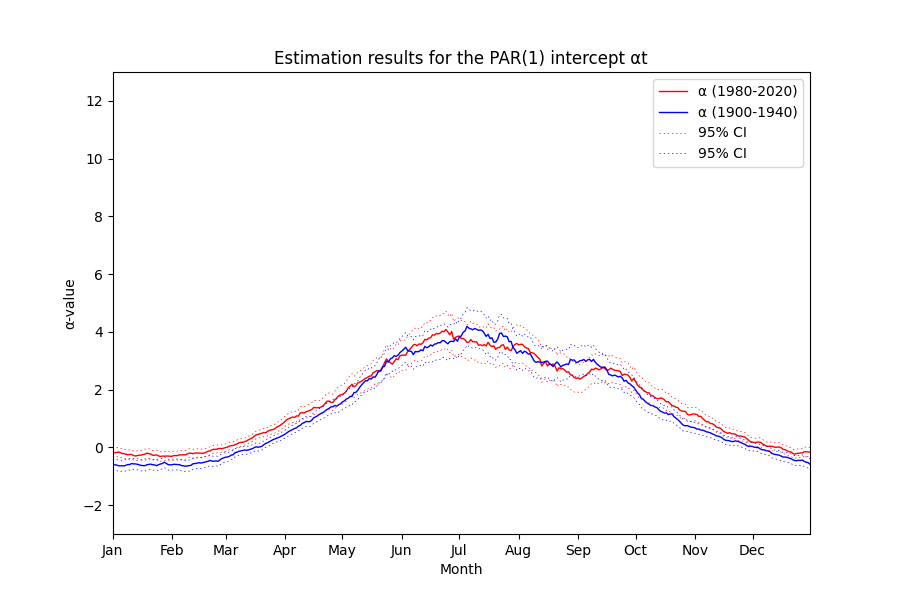 Estimation results for the PAR(1) intercept αt
α (1980-2020)
α (1900-1940)
95% CI
95% CI
12
10
8
6
4
2
0
−2
α-value
Jan Feb Mar Apr May Jun Jul Aug Sep Oct Nov Dec
Month